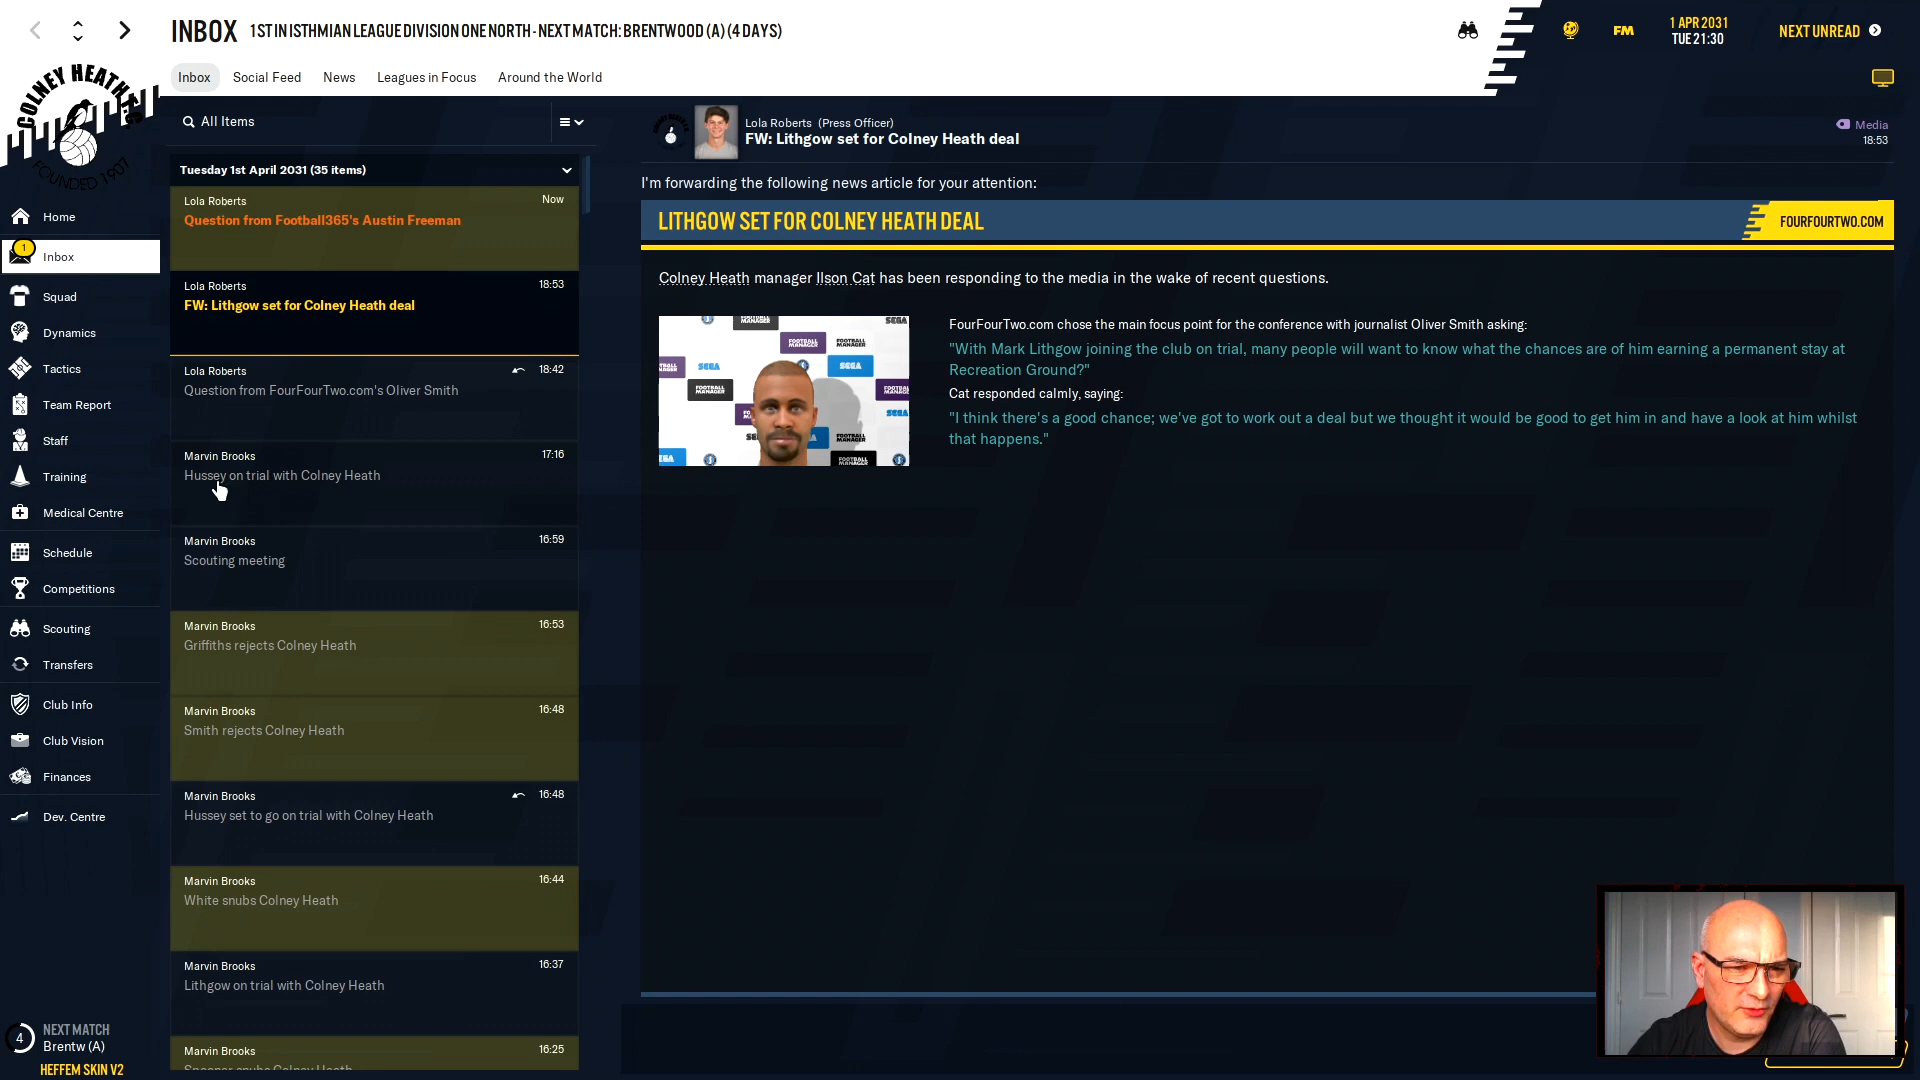 INBOX
1ST IN ISTHMIAN LEAGUE DIVISION ONE NORTH - NEXT MATCH: BRENTWOOD (A) (4 DAYS)
FM
1 APR 2031
TUE 21:30
NEXT UNREAD
Inbox
Social Feed
News
Leagues in Focus
Around the World
COLNEY HEATH F.C.
FOUNDED 1907
Home
1
Inbox
Squad
Dynamics
Tactics
Team Report
Staff
Training
Medical Centre
Schedule
Competitions
Scouting
Transfers
Club Info
Club Vision
Finances
Dev. Centre
4
NEXT MATCH
Brentw (A)
HEFFEM SKIN V2
All Items
Tuesday 1st April 2031 (35 items)
Lola Roberts
Now
Question from Football365's Austin Freeman
Lola Roberts
18:53
FW: Lithgow set for Colney Heath deal
Lola Roberts
18:42
Question from FourFourTwo.com's Oliver Smith
Marvin Brooks
17:16
Hussey on trial with Colney Heath
Marvin Brooks
16:59
Scouting meeting
Marvin Brooks
16:53
Griffiths rejects Colney Heath
Marvin Brooks
16:48
Smith rejects Colney Heath
Marvin Brooks
16:48
Hussey set to go on trial with Colney Heath
Marvin Brooks
16:44
White snubs Colney Heath
Marvin Brooks
16:37
Lithgow on trial with Colney Heath
Marvin Brooks
16:25
Spooner snubs Colney Heath
Lola Roberts (Press Officer)
FW: Lithgow set for Colney Heath deal
Media
18:53
I'm forwarding the following news article for your attention:
LITHGOW SET FOR COLNEY HEATH DEAL
FOURFOURTWO.COM
Colney Heath manager Ilson Cat has been responding to the media in the wake of recent questions.
FourFourTwo.com chose the main focus point for the conference with journalist Oliver Smith asking:
"With Mark Lithgow joining the club on trial, many people will want to know what the chances are of him earning a permanent stay at
Recreation Ground?"
Cat responded calmly, saying:
"I think there's a good chance; we've got to work out a deal but we thought it would be good to get him in and have a look at him whilst
that happens."
SEGA
FOOTBALL MANAGER